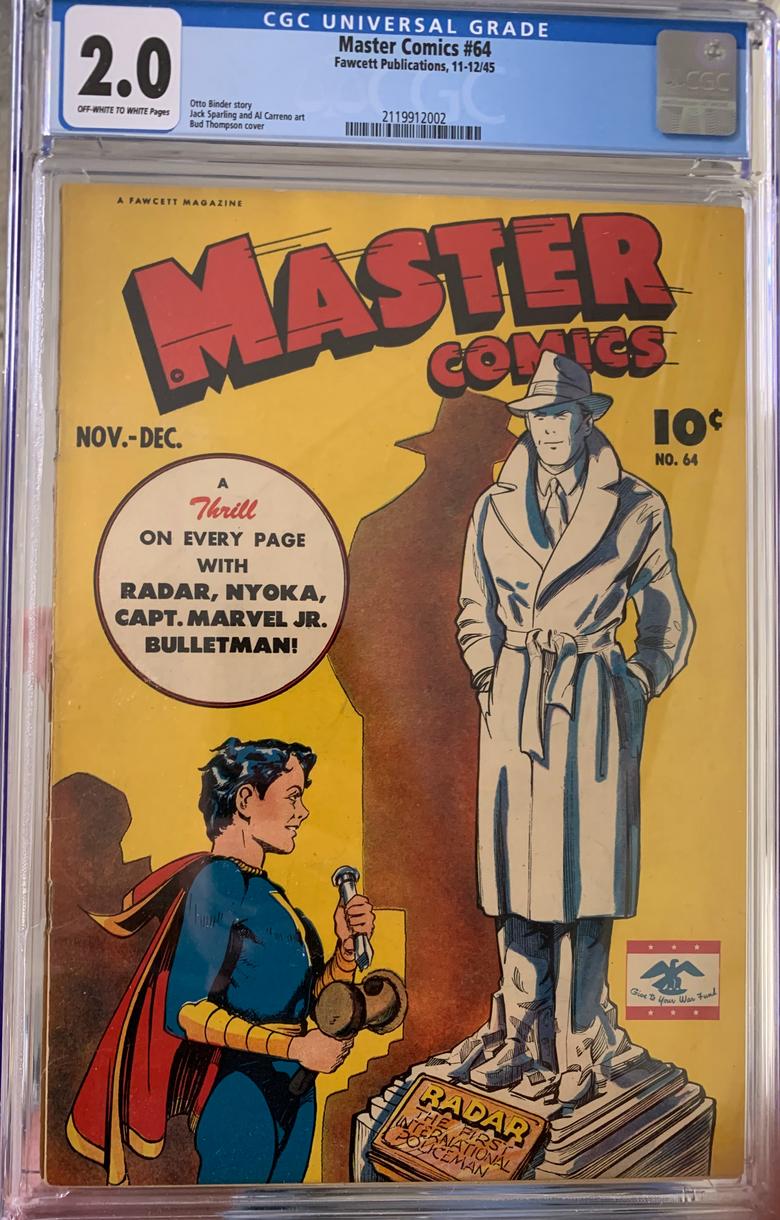 CGC UNIVERSAL GRADE
2.0
OFF-WHITE TO WHITE Pages
Master Comics #64
Fawcett Publications, 11-12/45
Otto Binder story
Jack Sparling and Al Carreno art
Bud Thompson cover
2119912002
CGC
CGC
A FAWCETT MAGAZINE
MASTER
COMICS
NOV.-DEC.
10¢
NO. 64
A
Thrill
ON EVERY PAGE
WITH
RADAR, NYOKA,
CAPT. MARVEL JR.
BULLETMAN!
Give to Your War Fund
RADAR
THE FIRST
INTERNATIONAL
POLICEMAN